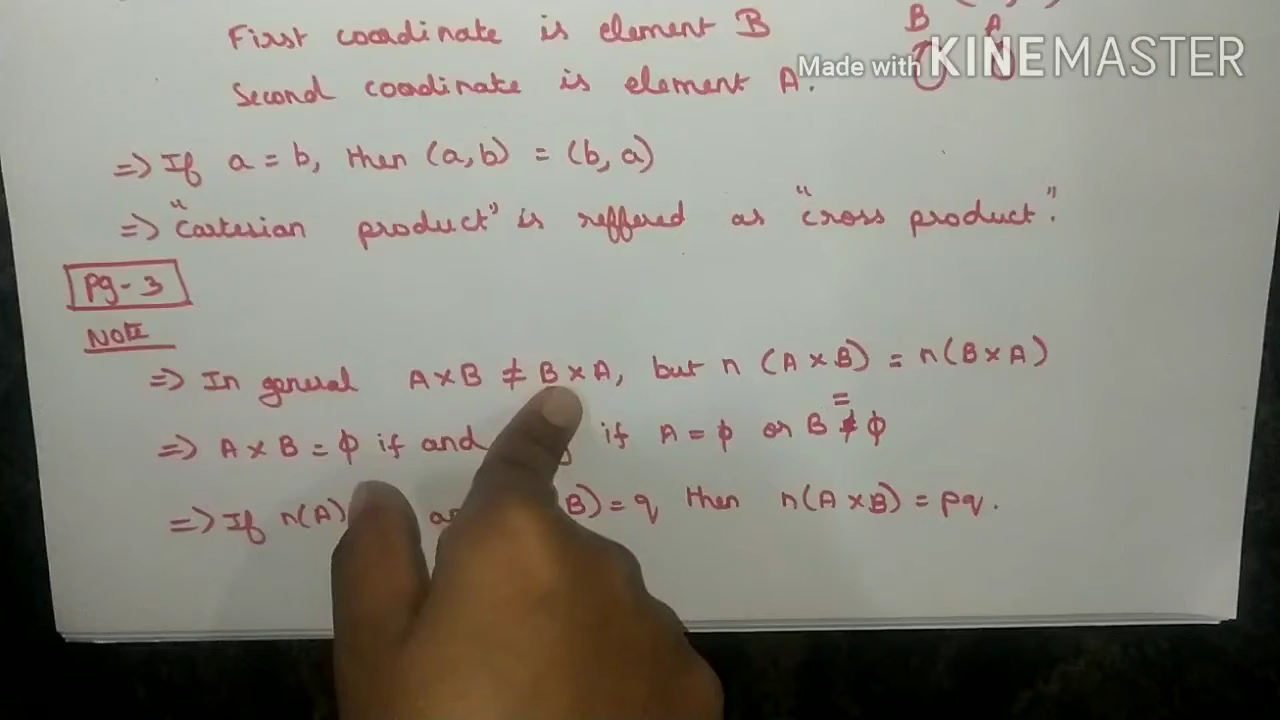 First coordinate is element B
B A
Made with KINEMASTER
Second coordinate is element A.
=> If a = b, then (a, b) = (b, a)
=> "Cartesian product" is reffered as "cross product".
Pg - 3
NOTE
=> In general A × B ≠ B × A, but n (A × B) = n (B × A)
=> A × B = ϕ if and if A = ϕ or B = ϕ
=> If n(A) B) = q then n(A × B) = pq.